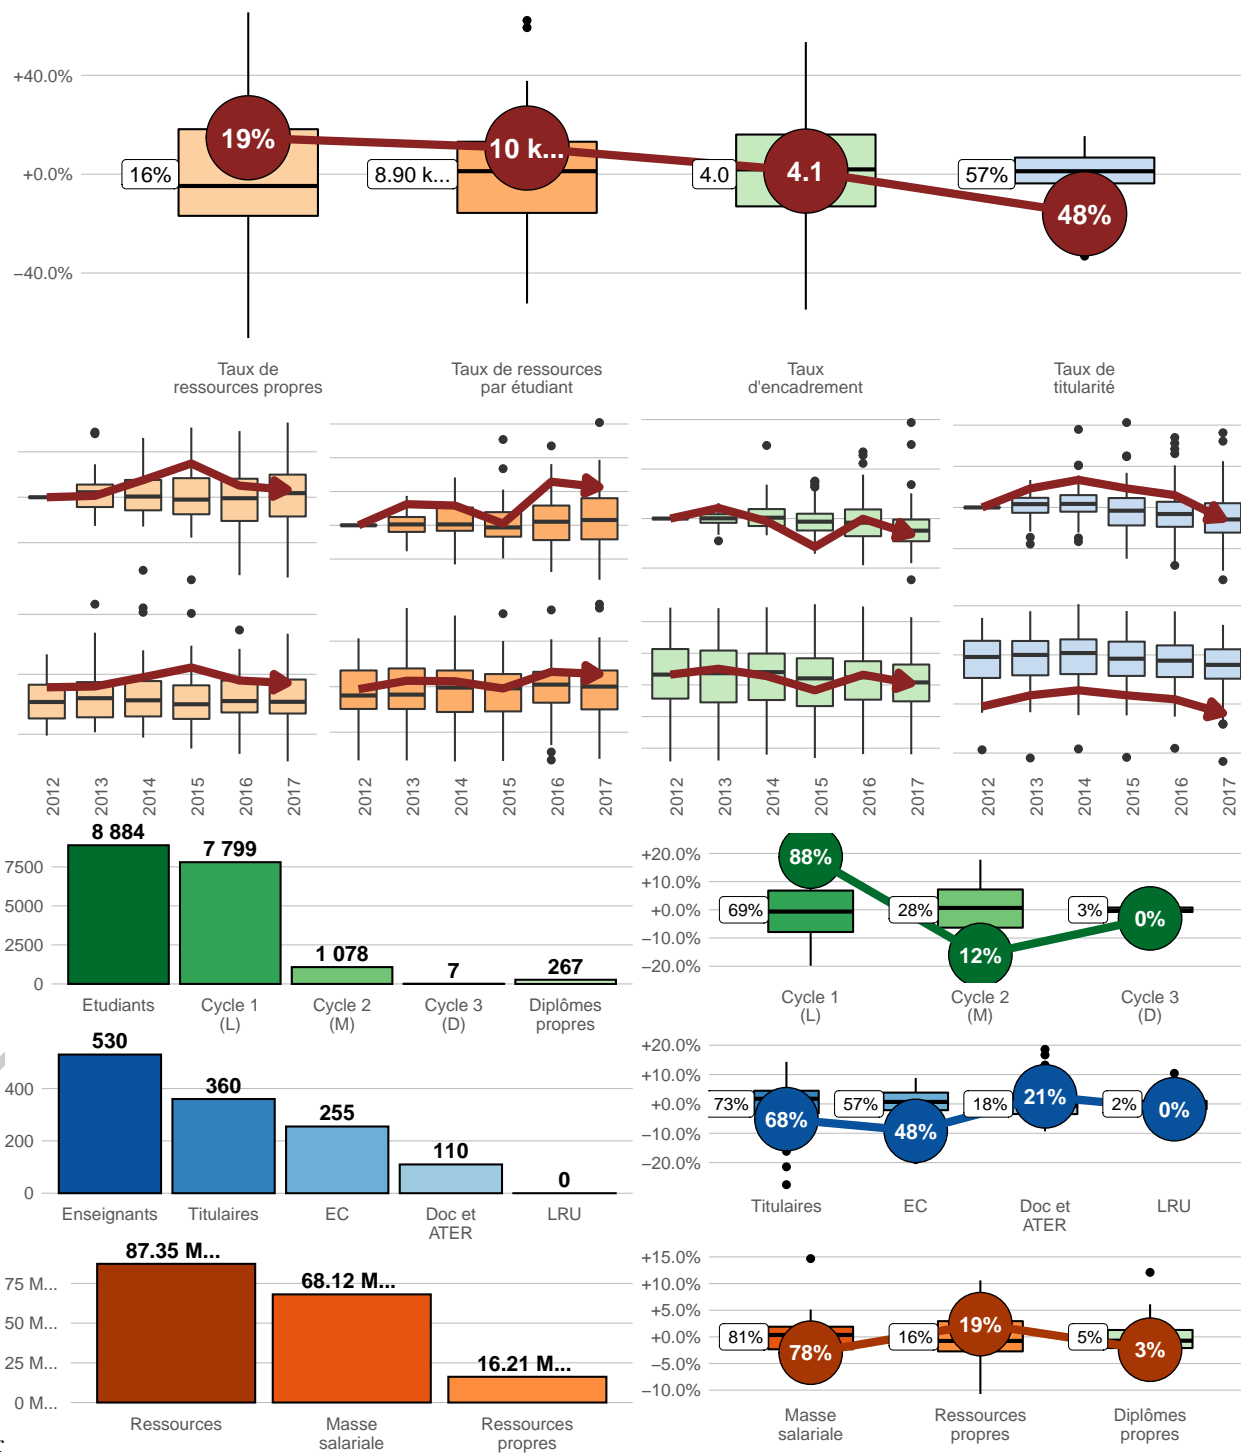 +40.0%
+0.0%
−40.0%
16%
19%
8.90 k...
10 k...
4.0
4.1
57%
48%
Taux de
ressources propres
Taux de ressources
par étudiant
Taux
d'encadrement
Taux de
titularité
2012 2013 2014 2015 2016 2017
2012 2013 2014 2015 2016 2017
2012 2013 2014 2015 2016 2017
2012 2013 2014 2015 2016 2017
7500
5000
2500
0
8 884
7 799
1 078
7
267
Etudiants
Cycle 1
(L)
Cycle 2
(M)
Cycle 3
(D)
Diplômes
propres
+20.0%
+10.0%
+0.0%
−10.0%
−20.0%
69%
88%
28%
12%
3%
0%
Cycle 1
(L)
Cycle 2
(M)
Cycle 3
(D)
400
200
0
530
360
255
110
0
Enseignants
Titulaires
EC
Doc et
ATER
LRU
+20.0%
+10.0%
+0.0%
−10.0%
−20.0%
73%
68%
57%
48%
18%
21%
2%
0%
Titulaires
EC
Doc et
ATER
LRU
75 M...
50 M...
25 M...
0 M...
87.35 M...
68.12 M...
16.21 M...
Ressources
Masse
salariale
Ressources
propres
+15.0%
+10.0%
+5.0%
+0.0%
−5.0%
−10.0%
81%
78%
16%
19%
5%
3%
Masse
salariale
Ressources
propres
Diplômes
propres